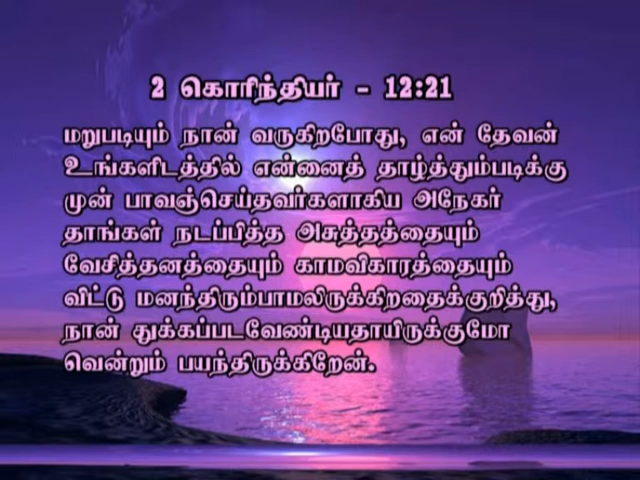 2 கொரிந்தியர் - 12:21
மறுபடியும் நான் வருகிறபோது, என் தேவன்
உங்களிடத்தில் என்னைத் தாழ்த்தும்படிக்கு
முன் பாவஞ்செய்தவர்களாகிய அநேகர்
தாங்கள் நடப்பித்த அசுத்தத்தையும்
வேசித்தனத்தையும் காமவிகாரத்தையும்
விட்டு மனந்திரும்பாமலிருக்கிறதைக்குறித்து,
நான் துக்கப்படவேண்டியதாயிருக்குமோ
வென்றும் பயந்திருக்கிறேன்.